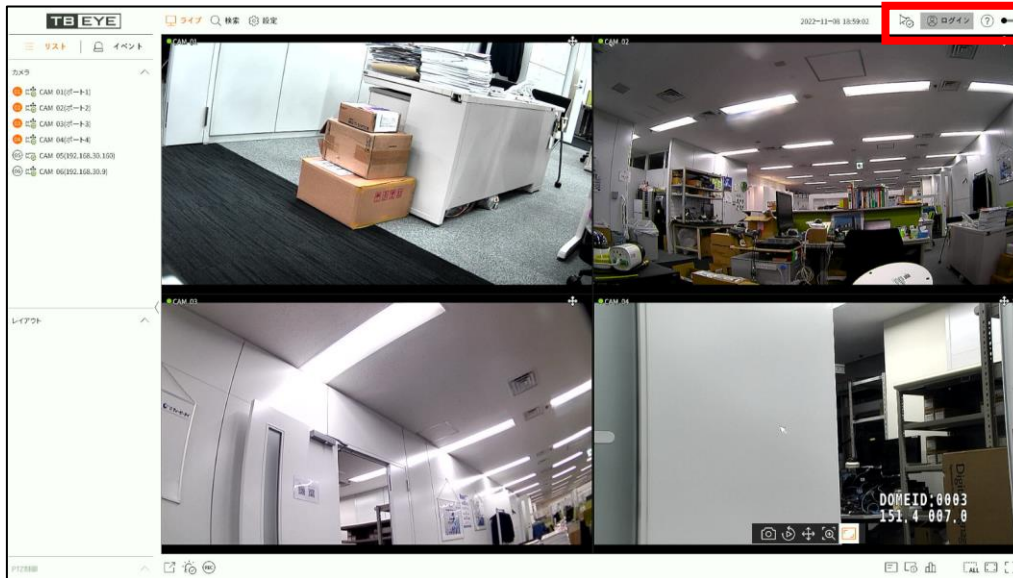 TB EYE
ライブ 検索 設定
2022-11-08 18:59:02
ログイン
リスト イベント
カメラ
CAM 01(ポート1)
CAM 02(ポート2)
CAM 03(ポート3)
CAM 04(ポート4)
CAM 05(192.168.30.160)
CAM 06(192.168.30.9)
レイアウト
CAM 01
CAM 02
CAM 03
CAM 04
DOMEID:0003
151.4 007.0
REC
ALL